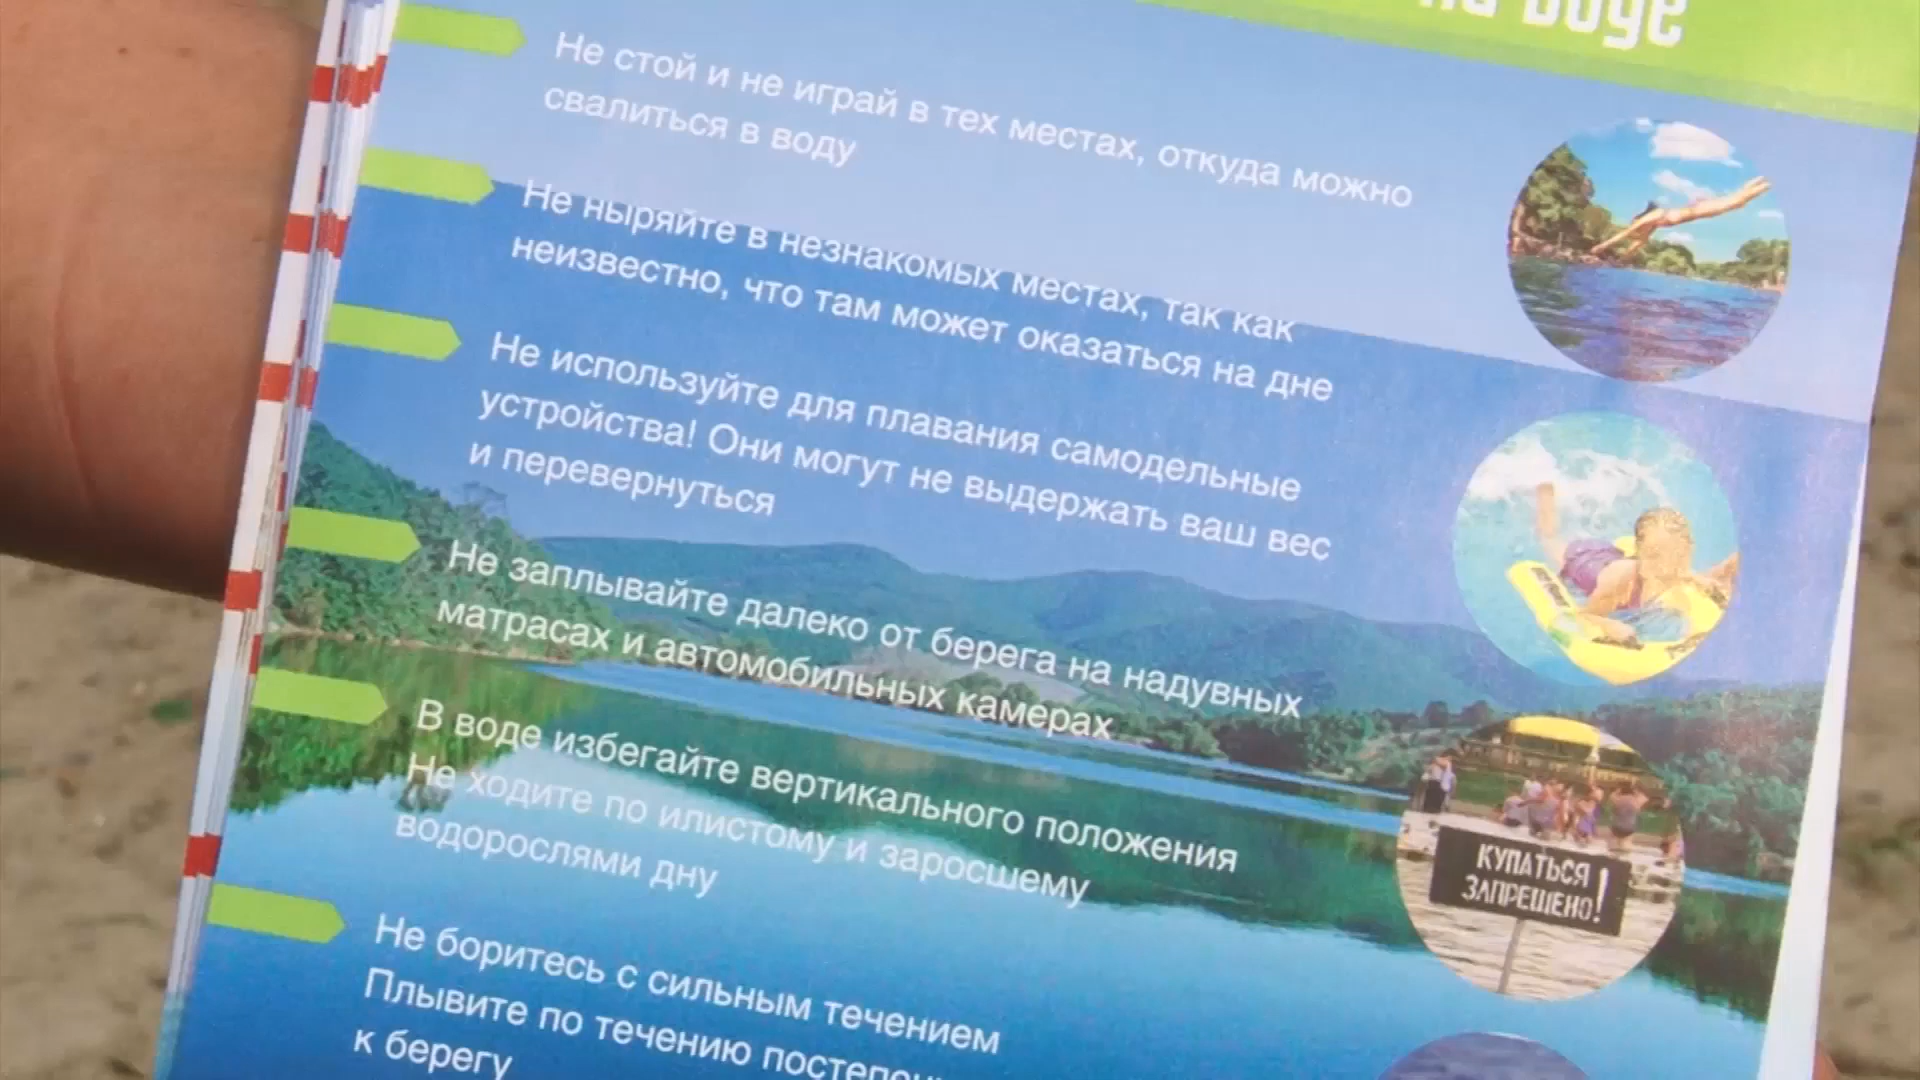 на воде
Не стой и не играй в тех местах, откуда можно
свалиться в воду
Не ныряйте в незнакомых местах, так как
неизвестно, что там может оказаться на дне
Не используйте для плавания самодельные
устройства! Они могут не выдержать ваш вес
и перевернуться
Не заплывайте далеко от берега на надувных
матрасах и автомобильных камерах
В воде избегайте вертикального положения
Не ходите по илистому и заросшему
водорослями дну
КУПАТЬСЯ
ЗАПРЕЩЕНО!
Не боритесь с сильным течением
Плывите по течению
к берегу